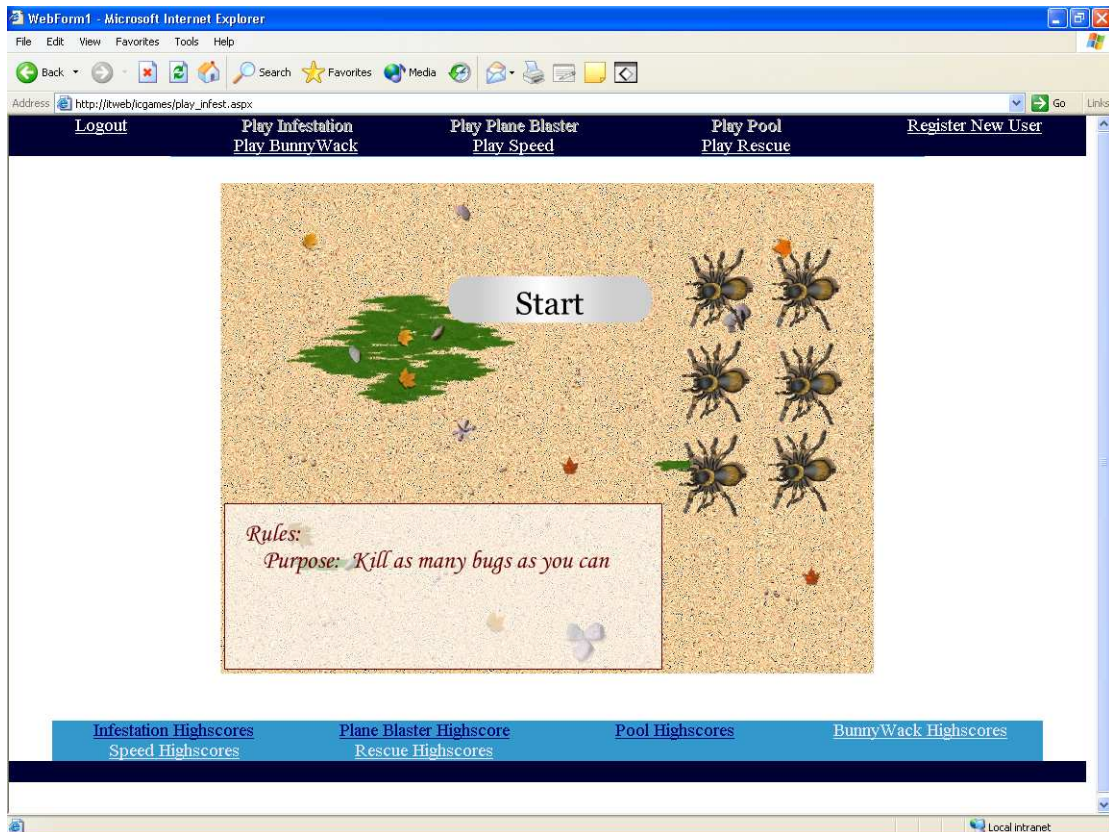 WebForm1 - Microsoft Internet Explorer
File Edit View Favorites Tools Help
Back Search Favorites Media
Address http://itweb/icgames/play_infest.aspx Go Links
Logout Play Infestation Play Plane Blaster Play Pool Register New User
Play BunnyWack Play Speed Play Rescue
Start
Rules:
Purpose: Kill as many bugs as you can
Infestation Highscores Plane Blaster Highscore Pool Highscores BunnyWack Highscores
Speed Highscores Rescue Highscores
Local intranet